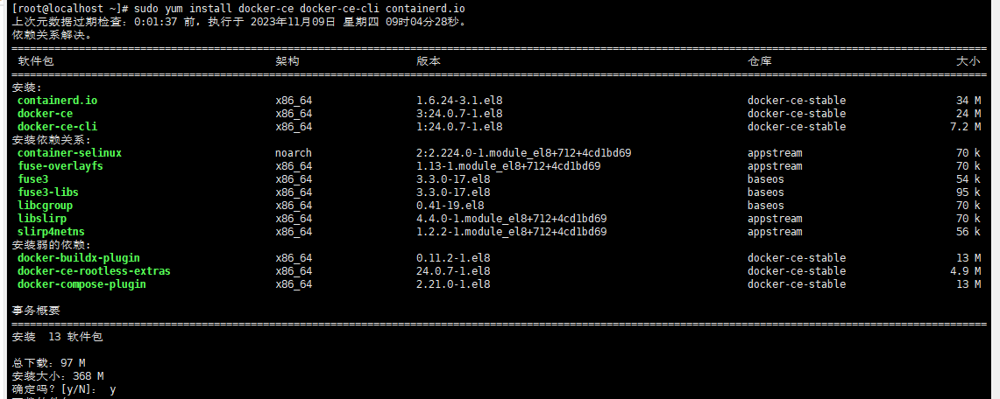 [root@localhost ~]# sudo yum install docker-ce docker-ce-cli containerd.io
上次元数据过期检查：0:01:37 前，执行于 2023年11月09日 星期四 09时04分28秒。
依赖关系解决。
================================================================================
软件包 架构 版本 仓库 大小
================================================================================
安装:
containerd.io x86_64 1.6.24-3.1.el8 docker-ce-stable 34 M
docker-ce x86_64 3:24.0.7-1.el8 docker-ce-stable 24 M
docker-ce-cli x86_64 1:24.0.7-1.el8 docker-ce-stable 7.2 M
安装依赖关系:
container-selinux noarch 2:2.224.0-1.module_el8+712+4cd1bd69 appstream 70 k
fuse-overlayfs x86_64 1.13-1.module_el8+712+4cd1bd69 appstream 70 k
fuse3 x86_64 3.3.0-17.el8 baseos 54 k
fuse3-libs x86_64 3.3.0-17.el8 baseos 95 k
libcgroup x86_64 0.41-19.el8 baseos 70 k
libslirp x86_64 4.4.0-1.module_el8+712+4cd1bd69 appstream 70 k
slirp4netns x86_64 1.2.2-1.module_el8+712+4cd1bd69 appstream 56 k
安装弱的依赖:
docker-buildx-plugin x86_64 0.11.2-1.el8 docker-ce-stable 13 M
docker-ce-rootless-extras x86_64 24.0.7-1.el8 docker-ce-stable 4.9 M
docker-compose-plugin x86_64 2.21.0-1.el8 docker-ce-stable 13 M
事务概要
================================================================================
安装 13 软件包
总下载：97 M
安装大小：368 M
确定吗？[y/N]： y